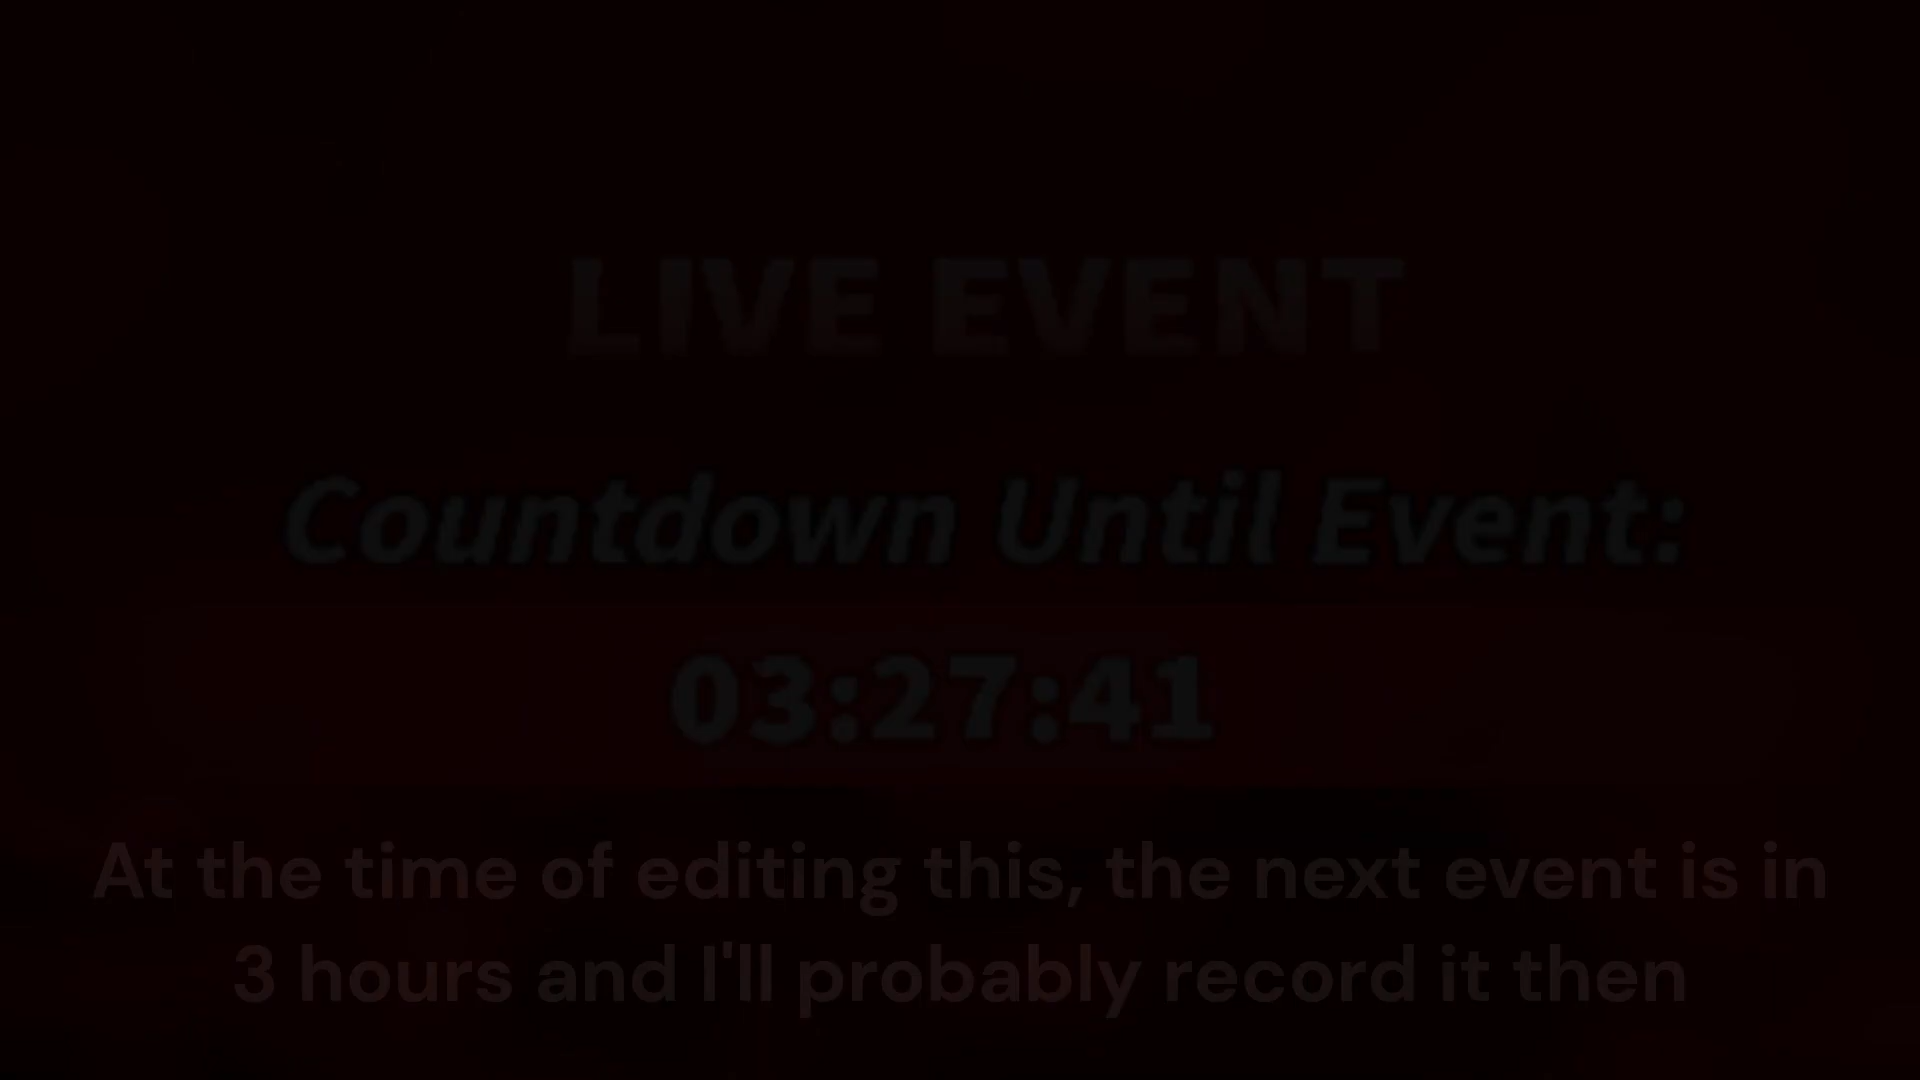 LIVE EVENT
Countdown Until Event:
03:27:41
At the time of editing this, the next event is in
3 hours and I'll probably record it then